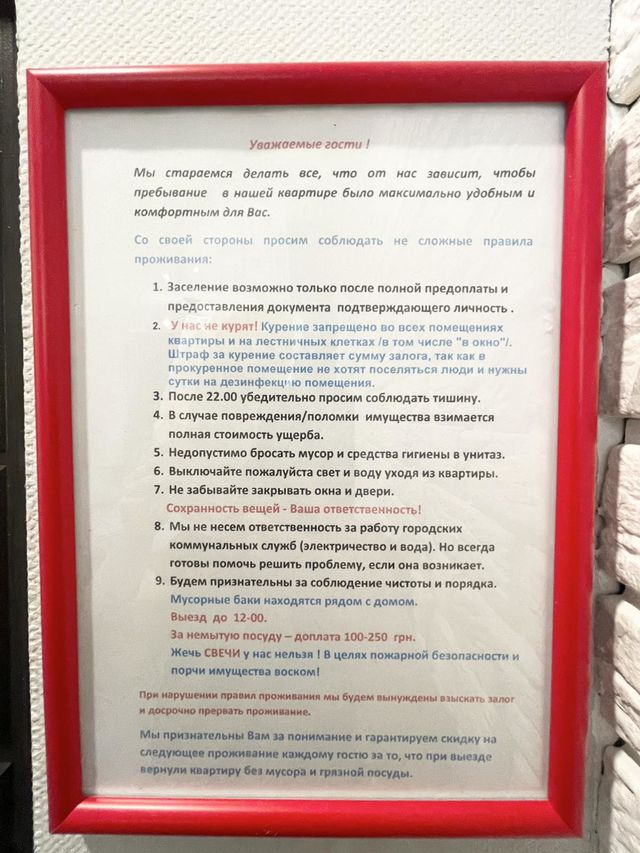 Уважаемые гости !
Мы стараемся делать все, что от нас зависит, чтобы
пребывание в нашей квартире было максимально удобным и
комфортным для Вас.
Со своей стороны просим соблюдать не сложные правила
проживания:
1. Заселение возможно только после полной предоплаты и
предоставления документа подтверждающего личность .
2. У нас не курят! Курение запрещено во всех помещениях
квартиры и на лестничных клетках /в том числе "в окно"/.
Штраф за курение составляет сумму залога, так как в
прокуренное помещение не хотят поселяться люди и нужны
сутки на дезинфекцию помещения.
3. После 22.00 убедительно просим соблюдать тишину.
4. В случае повреждения/поломки имущества взимается
полная стоимость ущерба.
5. Недопустимо бросать мусор и средства гигиены в унитаз.
6. Выключайте пожалуйста свет и воду уходя из квартиры.
7. Не забывайте закрывать окна и двери.
Сохранность вещей - Ваша ответственность!
8. Мы не несем ответственность за работу городских
коммунальных служб (электричество и вода). Но всегда
готовы помочь решить проблему, если она возникает.
9. Будем признательны за соблюдение чистоты и порядка.
Мусорные баки находятся рядом с домом.
Выезд до 12-00.
За немытую посуду – доплата 100-250 грн.
Жечь СВЕЧИ у нас нельзя ! В целях пожарной безопасности и
порчи имущества воском!
При нарушении правил проживания мы будем вынуждены взыскать залог
и досрочно прервать проживание.
Мы признательны Вам за понимание и гарантируем скидку на
следующее проживание каждому гостю за то, что при выезде
вернули квартиру без мусора и грязной посуды.